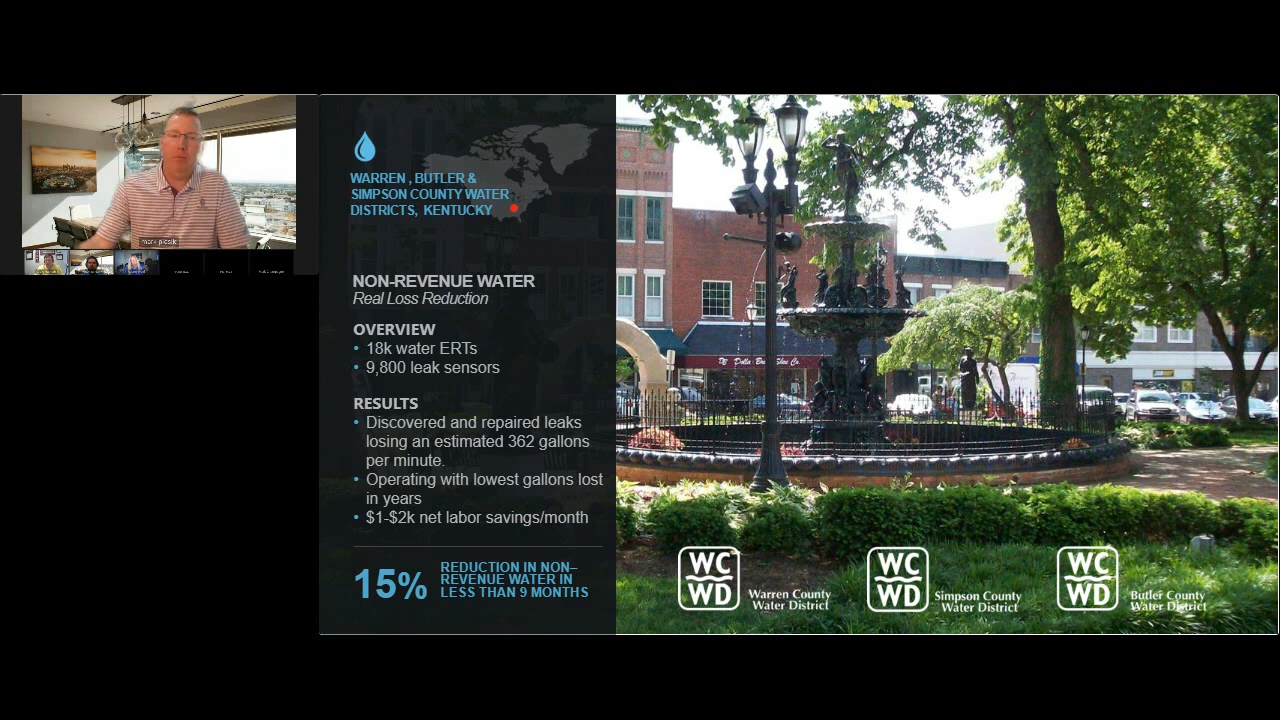 mark plesik
WARREN , BUTLER &
SIMPSON COUNTY WATER
DISTRICTS, KENTUCKY
NON-REVENUE WATER
Real Loss Reduction
OVERVIEW
• 18k water ERTs
• 9,800 leak sensors
RESULTS
• Discovered and repaired leaks
losing an estimated 362 gallons
per minute.
• Operating with lowest gallons lost
in years
• $1-$2k net labor savings/month
15%
REDUCTION IN NON–
REVENUE WATER IN
LESS THAN 9 MONTHS
WC
WD
Warren County
Water District
WC
WD
Simpson County
Water District
WC
WD
Butler County
Water District